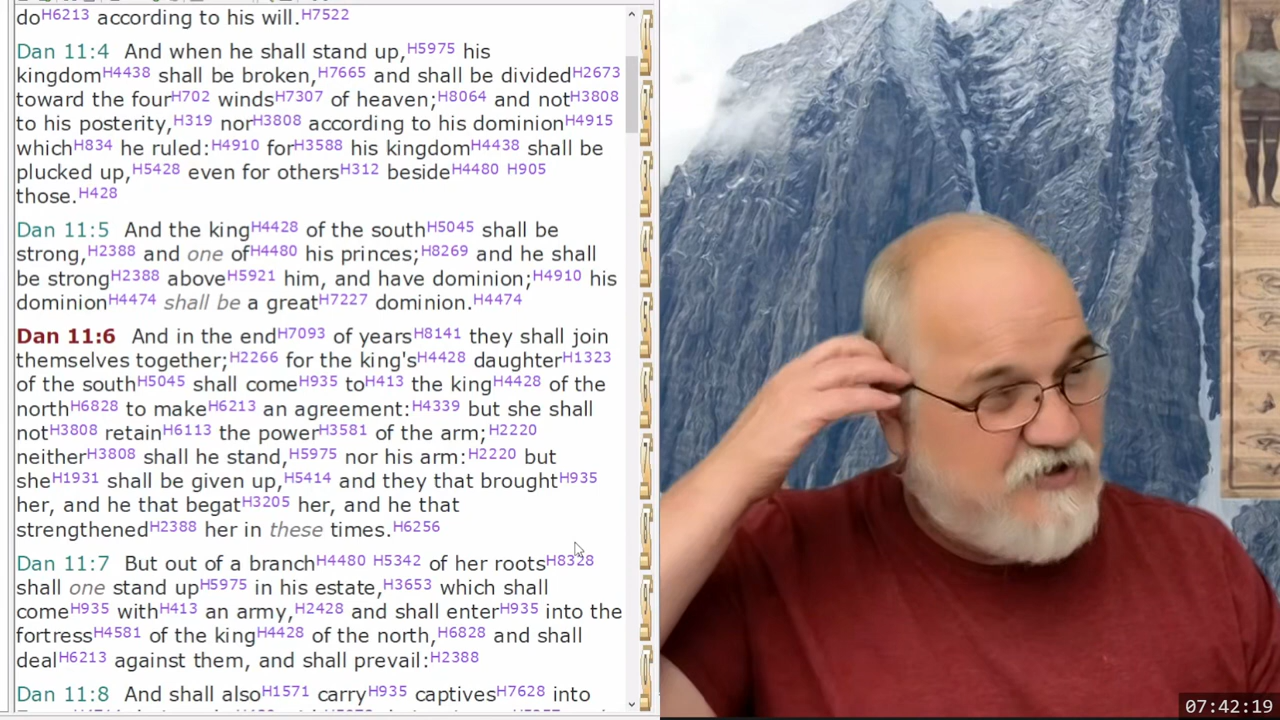 doH6213 according to his will.H7522
Dan 11:4 And when he shall stand up,H5975 his
kingdomH4438 shall be broken,H7665 and shall be dividedH2673
toward the fourH702 windsH7307 of heaven;H8064 and notH3808
to his posterity,H319 norH3808 according to his dominionH4915
whichH834 he ruled:H4910 forH3588 his kingdomH4438 shall be
plucked up,H5428 even for othersH312 besideH4480 H905
those.H428
Dan 11:5 And the kingH4428 of the southH5045 shall be
strong,H2388 and one ofH4480 his princes;H8269 and he shall
be strongH2388 aboveH5921 him, and have dominion;H4910 his
dominionH4474 shall be a greatH7227 dominion.H4474
Dan 11:6 And in the endH7093 of yearsH8141 they shall join
themselves together;H2266 for the king'sH4428 daughterH1323
of the southH5045 shall comeH935 toH413 the kingH4428 of the
northH6828 to makeH6213 an agreement:H4339 but she shall
notH3808 retainH6113 the powerH3581 of the arm;H2220
neitherH3808 shall he stand,H5975 nor his arm:H2220 but
sheH1931 shall be given up,H5414 and they that broughtH935
her, and he that begatH3205 her, and he that
strengthenedH2388 her in these times.H6256
Dan 11:7 But out of a branchH4480 H5342 of her rootsH8328
shall one stand upH5975 in his estate,H3653 which shall
comeH935 withH413 an army,H2428 and shall enterH935 into the
fortressH4581 of the kingH4428 of the north,H6828 and shall
dealH6213 against them, and shall prevail:H2388
Dan 11:8 And shall alsoH1571 carryH935 captivesH7628 into
07:42:19